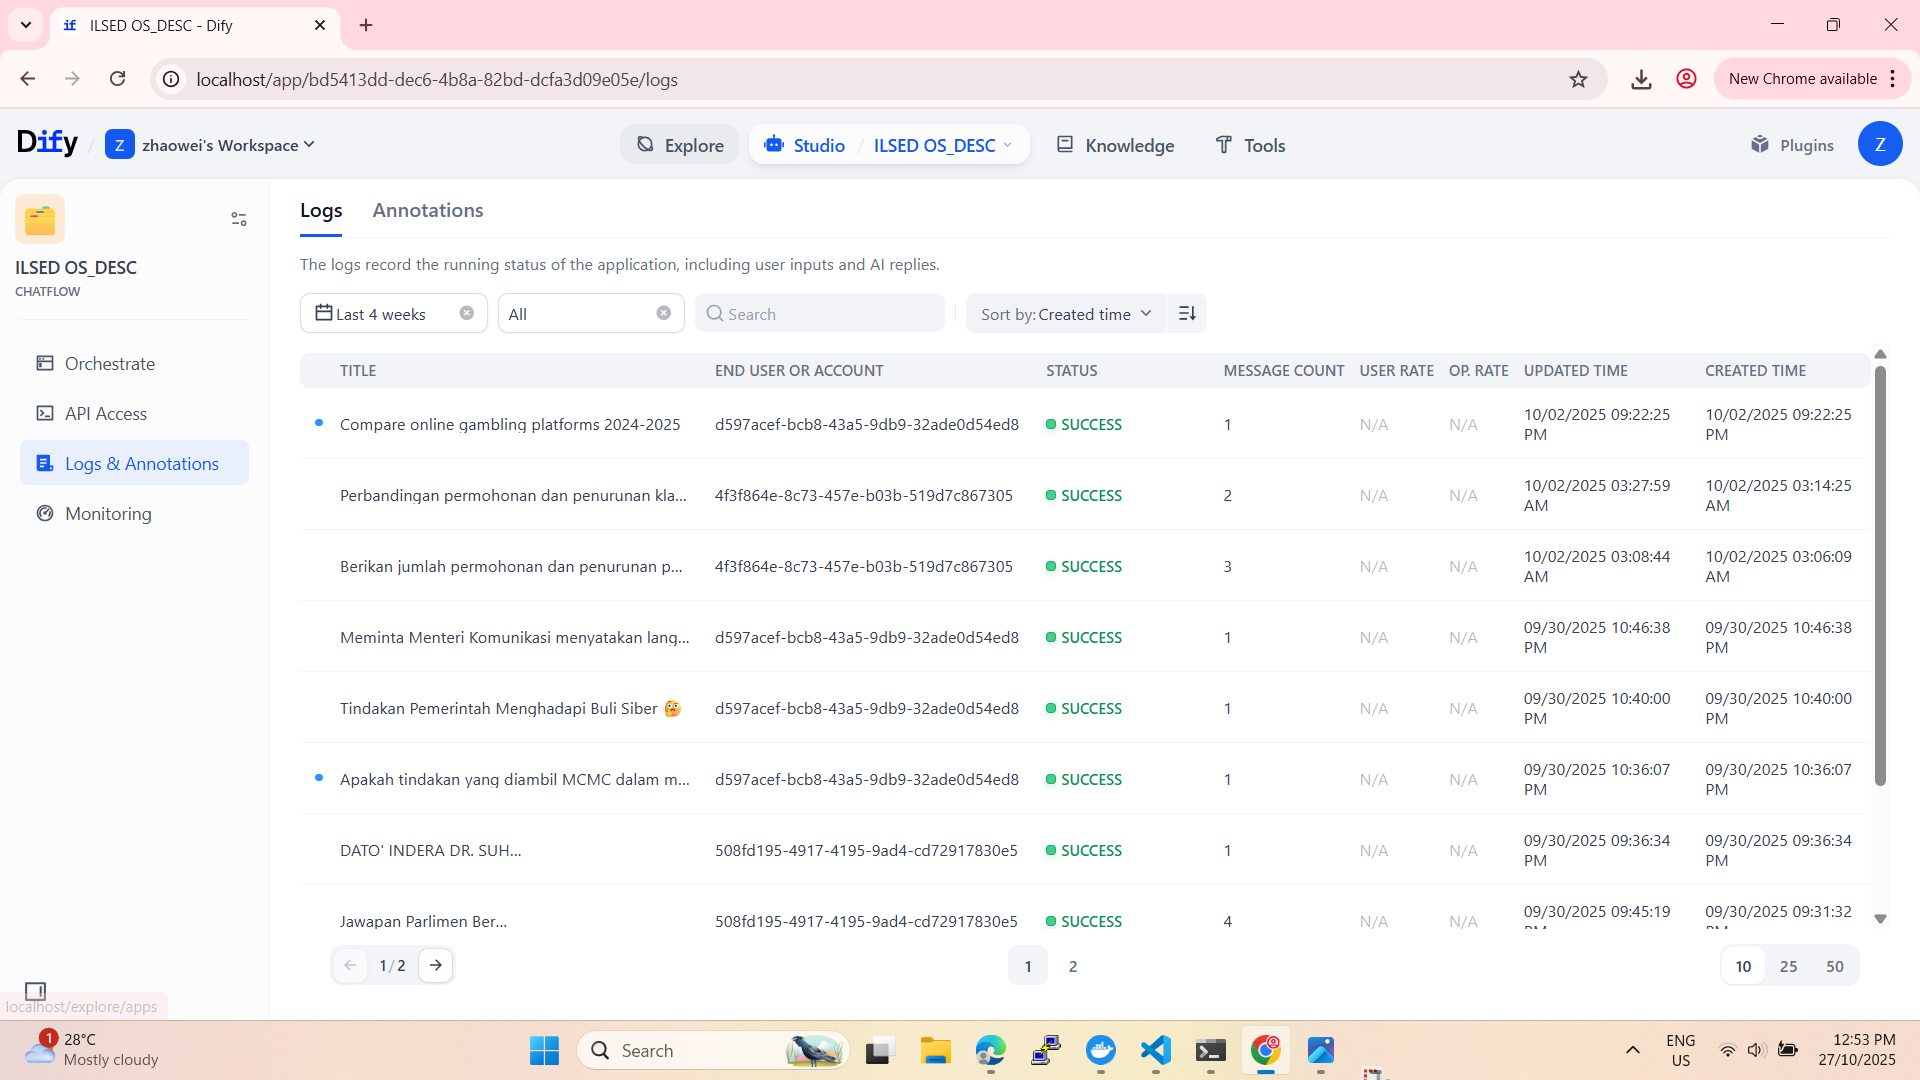 ILSED OS_DESC - Dify
localhost/app/bd5413dd-dec6-4b8a-82bd-dcfa3d09e05e/logs
New Chrome available
Dify / Z zhaowei's Workspace
Explore
Studio / ILSED OS_DESC
Knowledge
Tools
Plugins
Z
ILSED OS_DESC
CHATFLOW
Orchestrate
API Access
Logs & Annotations
Monitoring
Logs Annotations
The logs record the running status of the application, including user inputs and AI replies.
Last 4 weeks All Search Sort by: Created time
TITLE END USER OR ACCOUNT STATUS MESSAGE COUNT USER RATE OP. RATE UPDATED TIME CREATED TIME
Compare online gambling platforms 2024-2025 d597acef-bcb8-43a5-9db9-32ade0d54ed8 SUCCESS 1 N/A N/A 10/02/2025 09:22:25 PM 10/02/2025 09:22:25 PM
Perbandingan permohonan dan penurunan kla... 4f3f864e-8c73-457e-b03b-519d7c867305 SUCCESS 2 N/A N/A 10/02/2025 03:27:59 AM 10/02/2025 03:14:25 AM
Berikan jumlah permohonan dan penurunan p... 4f3f864e-8c73-457e-b03b-519d7c867305 SUCCESS 3 N/A N/A 10/02/2025 03:08:44 AM 10/02/2025 03:06:09 AM
Meminta Menteri Komunikasi menyatakan lang... d597acef-bcb8-43a5-9db9-32ade0d54ed8 SUCCESS 1 N/A N/A 09/30/2025 10:46:38 PM 09/30/2025 10:46:38 PM
Tindakan Pemerintah Menghadapi Buli Siber 🤔 d597acef-bcb8-43a5-9db9-32ade0d54ed8 SUCCESS 1 N/A N/A 09/30/2025 10:40:00 PM 09/30/2025 10:40:00 PM
Apakah tindakan yang diambil MCMC dalam m... d597acef-bcb8-43a5-9db9-32ade0d54ed8 SUCCESS 1 N/A N/A 09/30/2025 10:36:07 PM 09/30/2025 10:36:07 PM
DATO' INDERA DR. SUH... 508fd195-4917-4195-9ad4-cd72917830e5 SUCCESS 1 N/A N/A 09/30/2025 09:36:34 PM 09/30/2025 09:36:34 PM
Jawapan Parlimen Ber... 508fd195-4917-4195-9ad4-cd72917830e5 SUCCESS 4 N/A N/A 09/30/2025 09:45:19 PM 09/30/2025 09:31:32 PM
1/2
1 2
10 25 50
localhost/explore/apps
1
28°C
Mostly cloudy
Search
ENG
US
12:53 PM
27/10/2025